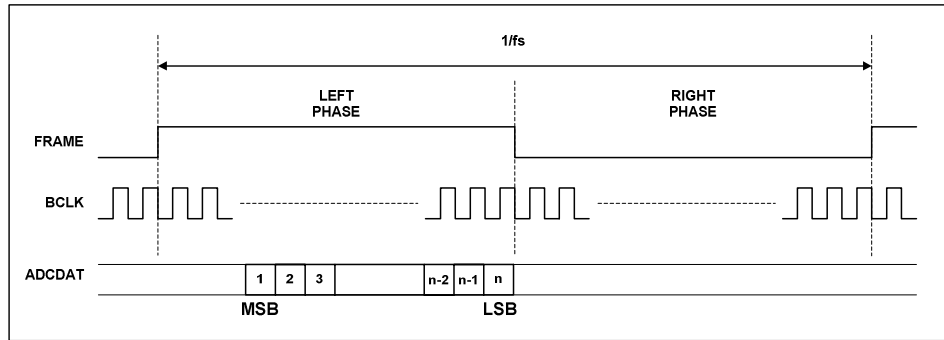 1/fs
LEFT
PHASE
RIGHT
PHASE
FRAME
BCLK
ADCDAT
1 2 3 n-2 n-1 n
MSB LSB